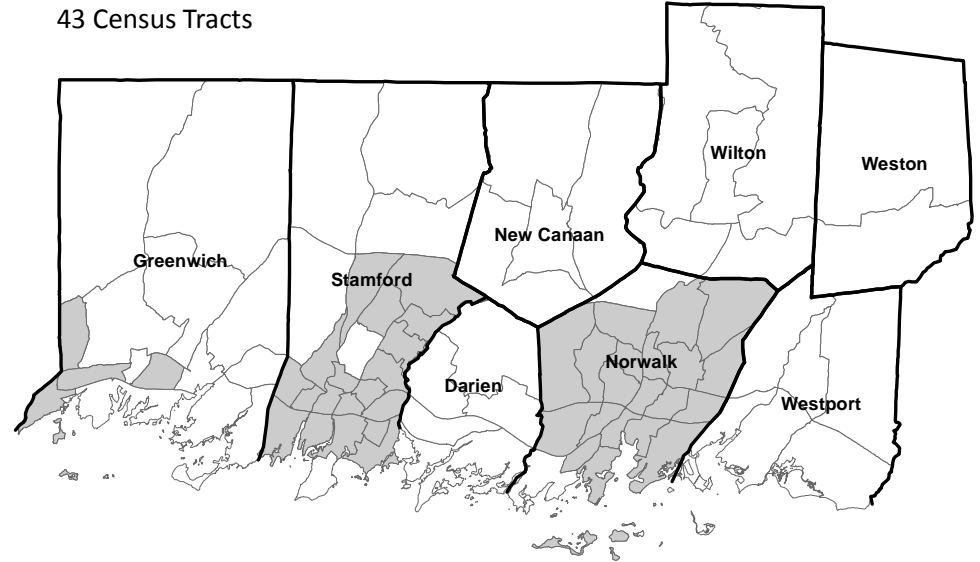 43 Census Tracts
Wilton
Weston
New Canaan
Greenwich
Stamford
Norwalk
Darien
Westport